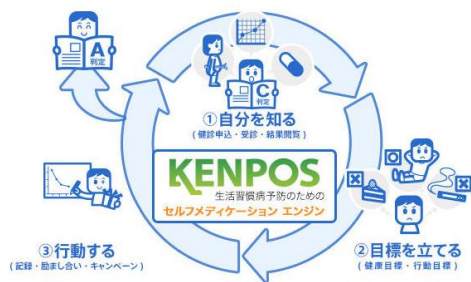 A
判定
C
判定
①自分を知る
(健診申込・受診・結果閲覧)
KENPOS
生活習慣病予防のための
セルフメディケーション エンジン
③行動する
(記録・励まし合い・キャンペーン)
②目標を立てる
(健康目標・行動目標)